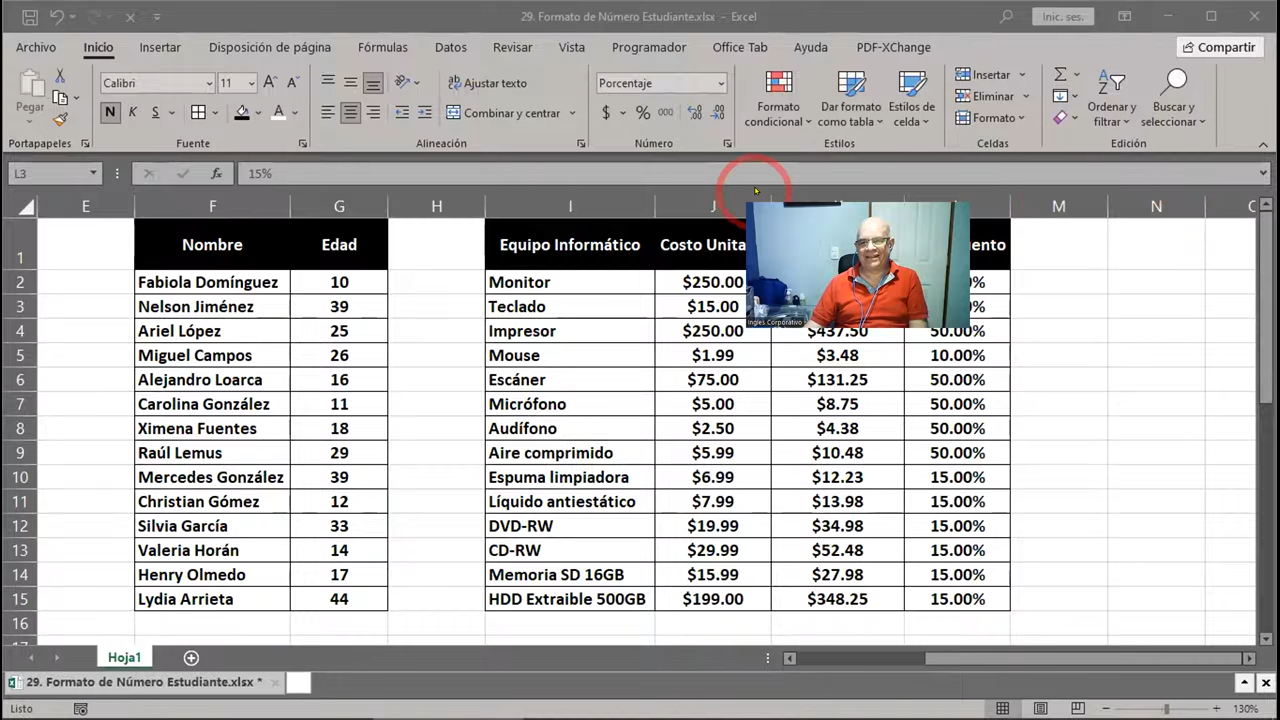 29. Formato de Número Estudiante.xlsx - Excel
Inic. ses.
Archivo Inicio Insertar Disposición de página Fórmulas Datos Revisar Vista Programador Office Tab Ayuda PDF-XChange Compartir
Pegar
Calibri 11
N K S
Ajustar texto
Combinar y centrar
Porcentaje
$ % 000
Formato condicional
Dar formato como tabla
Estilos de celda
Insertar
Eliminar
Formato
Ordenar y filtrar
Buscar y seleccionar
Portapapeles Fuente Alineación Número Estilos Celdas Edición
L3 fx 15%
E F G H I J M N
1 Nombre Edad Equipo Informático Costo Unita
2 Fabiola Domínguez 10 Monitor $250.00 %
3 Nelson Jiménez 39 Teclado $15.00 %
Ingles Corporativo
4 Ariel López 25 Impresor $250.00 $437.50 50.00%
5 Miguel Campos 26 Mouse $1.99 $3.48 10.00%
6 Alejandro Loarca 16 Escáner $75.00 $131.25 50.00%
7 Carolina González 11 Micrófono $5.00 $8.75 50.00%
8 Ximena Fuentes 18 Audífono $2.50 $4.38 50.00%
9 Raúl Lemus 29 Aire comprimido $5.99 $10.48 50.00%
10 Mercedes González 39 Espuma limpiadora $6.99 $12.23 15.00%
11 Christian Gómez 12 Líquido antiestático $7.99 $13.98 15.00%
12 Silvia García 33 DVD-RW $19.99 $34.98 15.00%
13 Valeria Horán 14 CD-RW $29.99 $52.48 15.00%
14 Henry Olmedo 17 Memoria SD 16GB $15.99 $27.98 15.00%
15 Lydia Arrieta 44 HDD Extraible 500GB $199.00 $348.25 15.00%
16
Hoja1
29. Formato de Número Estudiante.xlsx *
Listo 130%